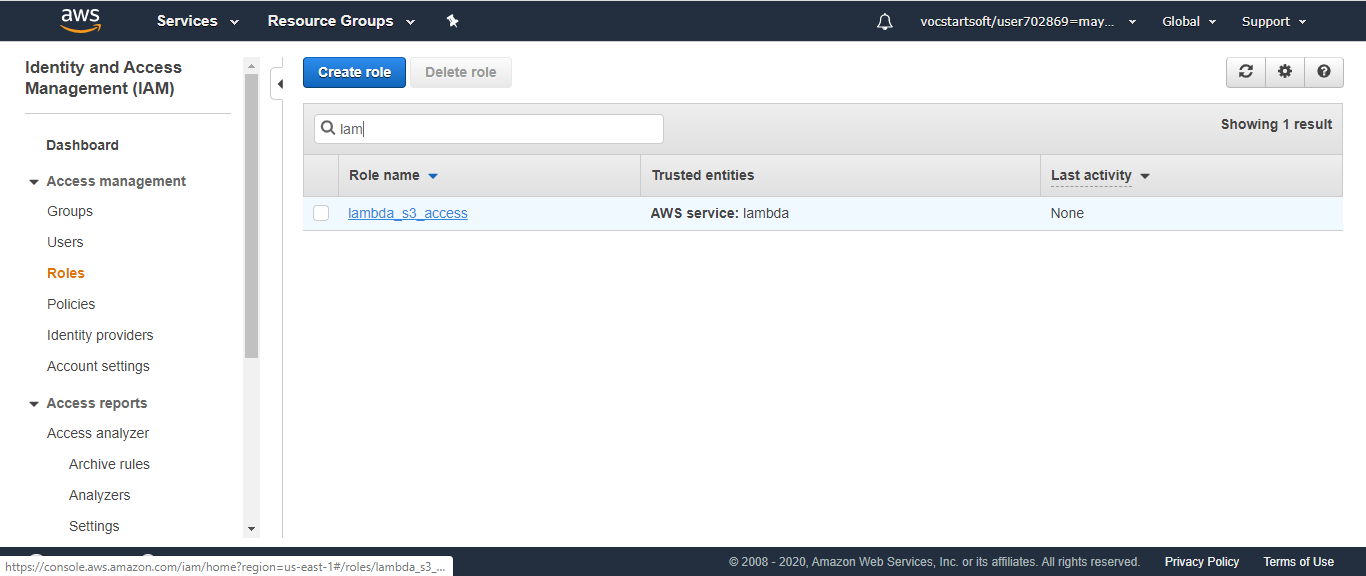 aws
Services
Resource Groups
vocstartsoft/user702869=may...
Global
Support
Identity and Access
Management (IAM)
Dashboard
Access management
Groups
Users
Roles
Policies
Identity providers
Account settings
Access reports
Access analyzer
Archive rules
Analyzers
Settings
Create role
Delete role
lam
Showing 1 result
Role name
Trusted entities
Last activity
lambda_s3_access
AWS service: lambda
None
https://console.aws.amazon.com/iam/home?region=us-east-1#/roles/lambda_s3_...
© 2008 - 2020, Amazon Web Services, Inc. or its affiliates. All rights reserved.
Privacy Policy
Terms of Use